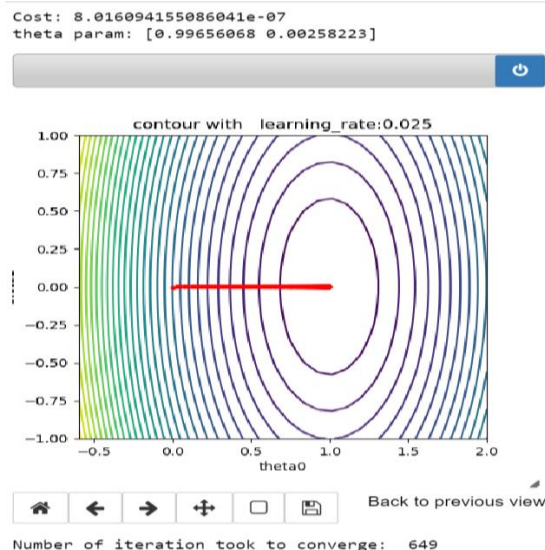 Cost: 8.016094155086041e-07
theta param: [0.99656068 0.00258223]
contour with learning_rate:0.025
1.00
0.75
0.50
0.25
0.00
−0.25
−0.50
−0.75
−1.00
−0.5 0.0 0.5 1.0 1.5 2.0
theta0
Back to previous view
Number of iteration took to converge: 649